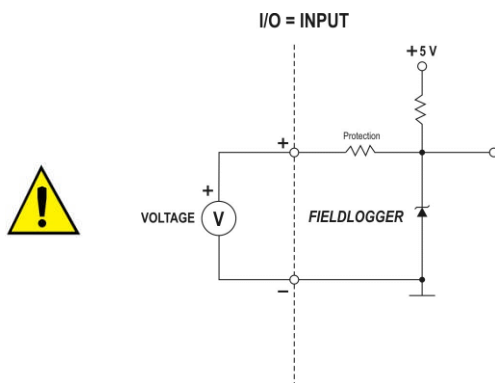 I/O = INPUT
+5 V
+
Protection
+
VOLTAGE
V
FIELDLOGGER
−
!